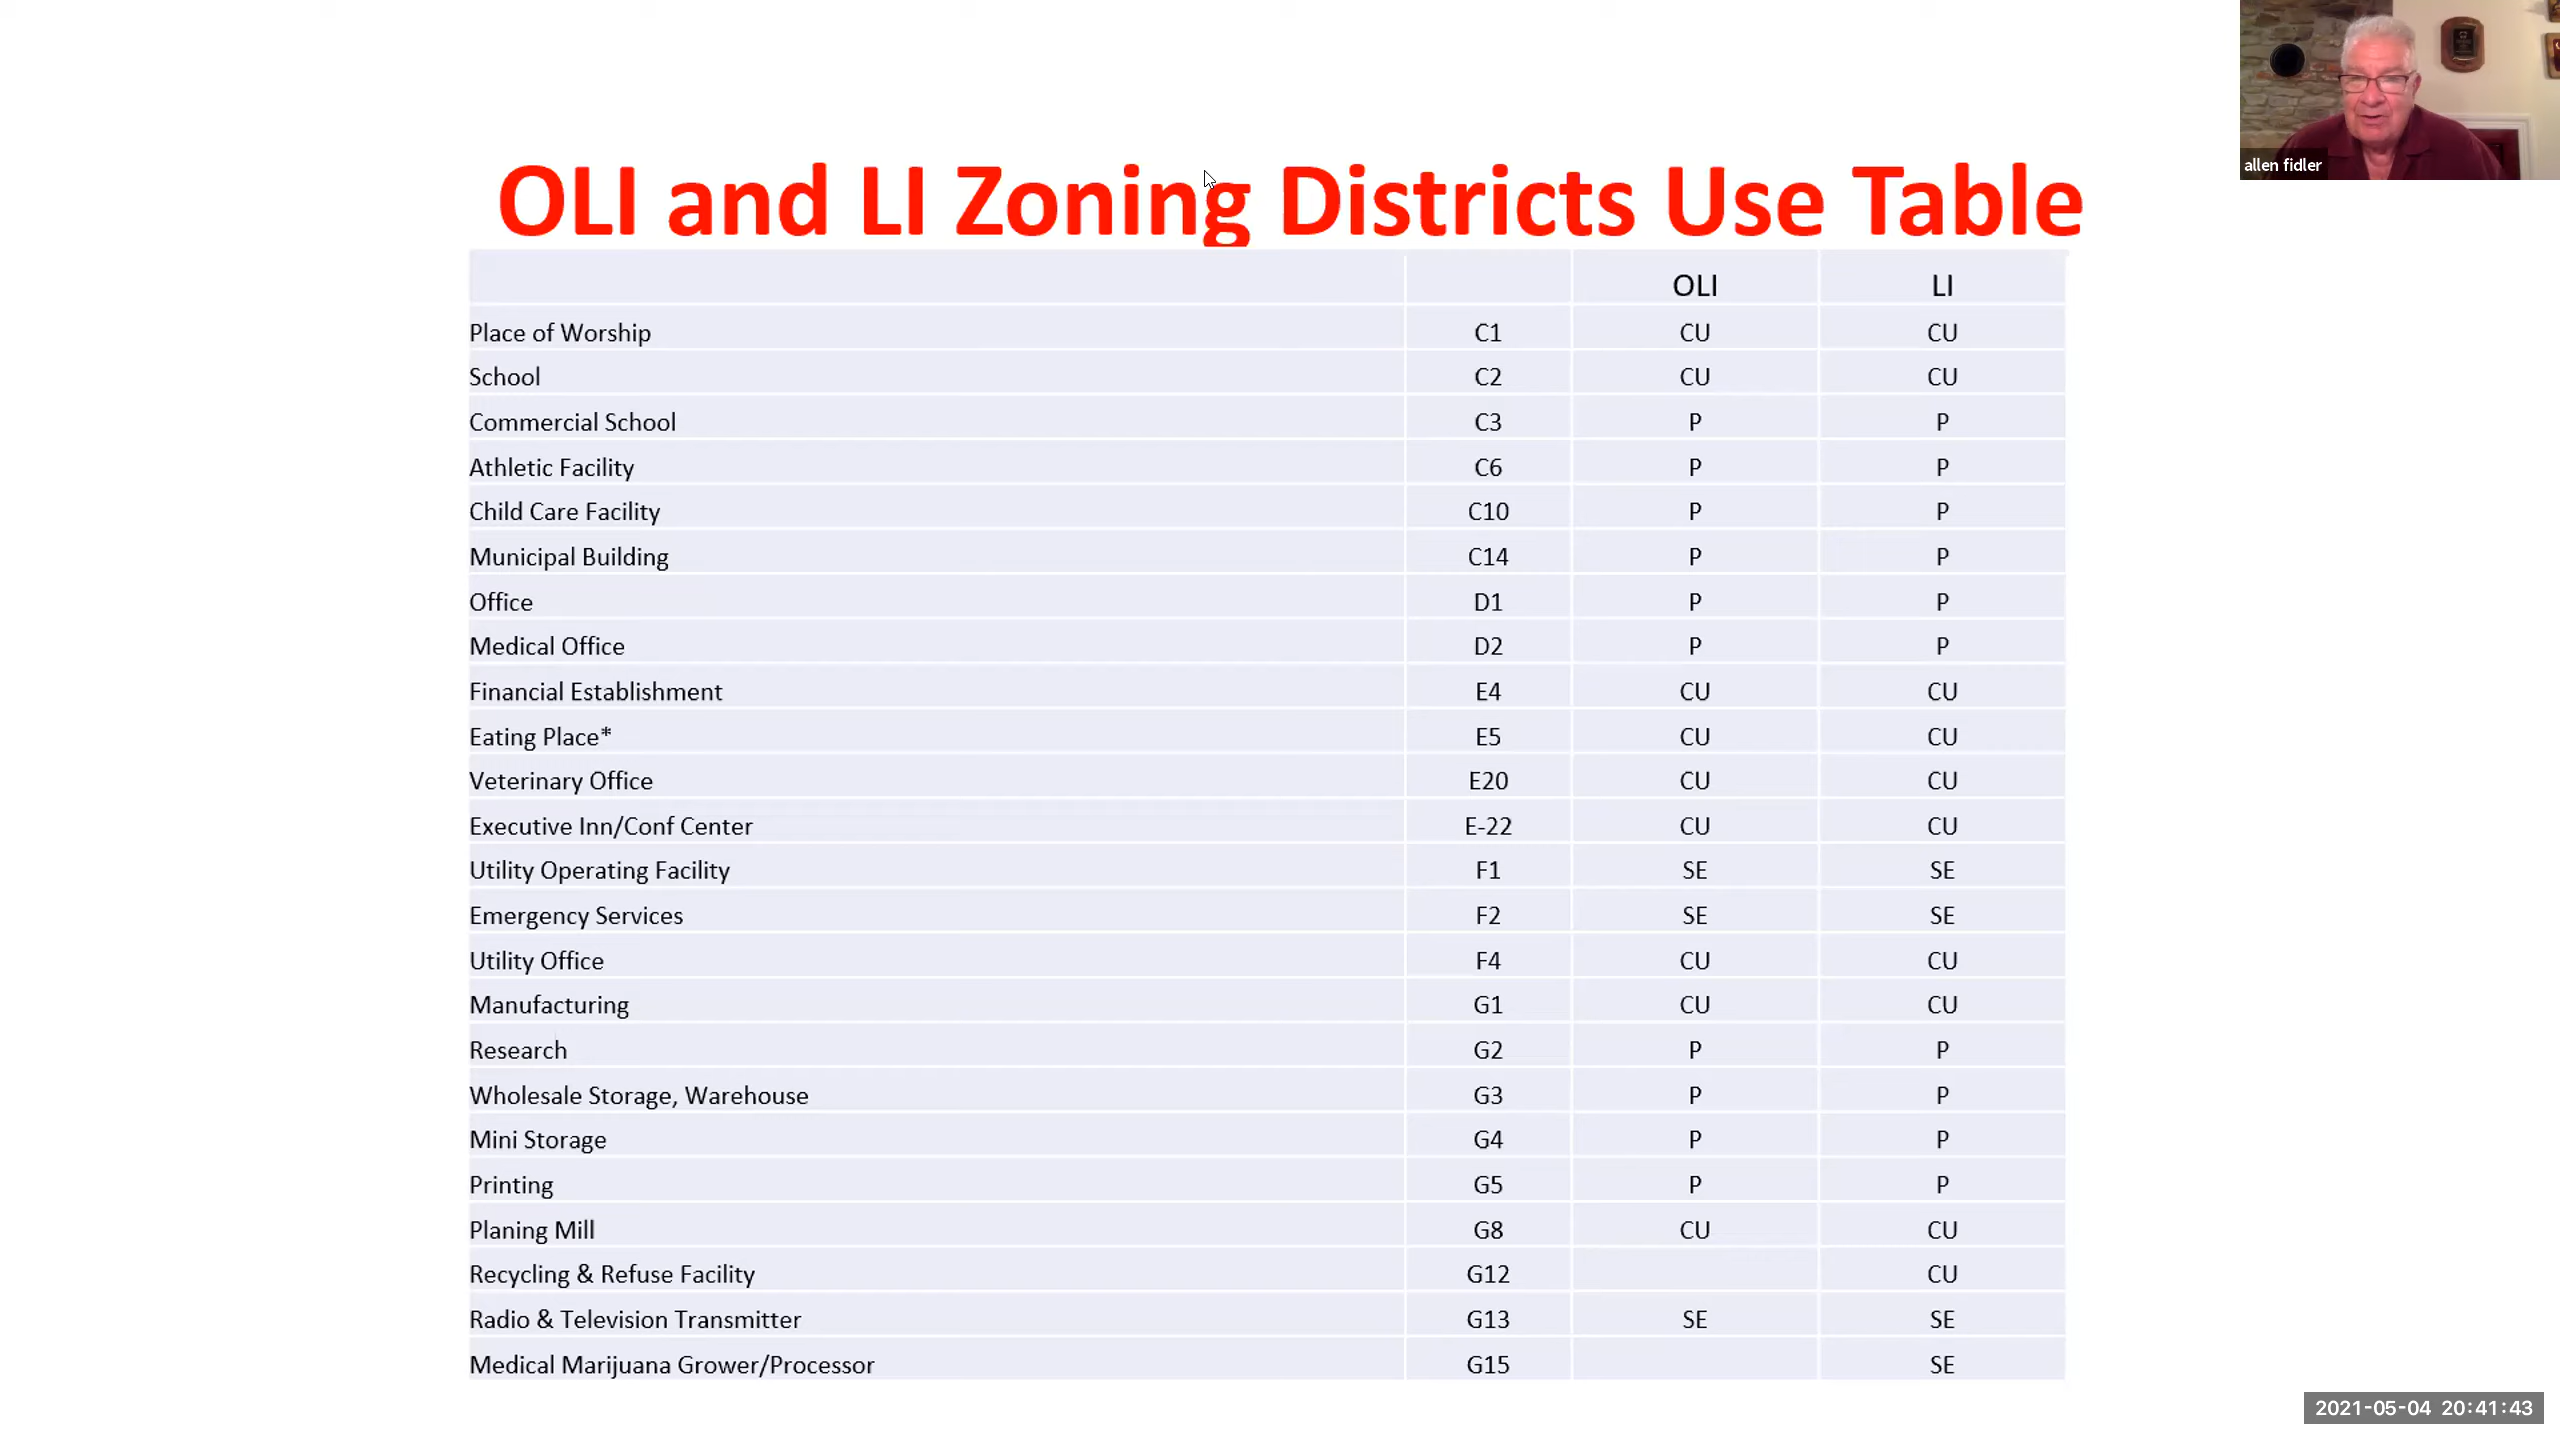 allen fidler
OLI and LI Zoning Districts Use Table
OLI LI
Place of Worship C1 CU CU
School C2 CU CU
Commercial School C3 P P
Athletic Facility C6 P P
Child Care Facility C10 P P
Municipal Building C14 P P
Office D1 P P
Medical Office D2 P P
Financial Establishment E4 CU CU
Eating Place* E5 CU CU
Veterinary Office E20 CU CU
Executive Inn/Conf Center E-22 CU CU
Utility Operating Facility F1 SE SE
Emergency Services F2 SE SE
Utility Office F4 CU CU
Manufacturing G1 CU CU
Research G2 P P
Wholesale Storage, Warehouse G3 P P
Mini Storage G4 P P
Printing G5 P P
Planing Mill G8 CU CU
Recycling & Refuse Facility G12 CU
Radio & Television Transmitter G13 SE SE
Medical Marijuana Grower/Processor G15 SE
2021-05-04 20:41:43